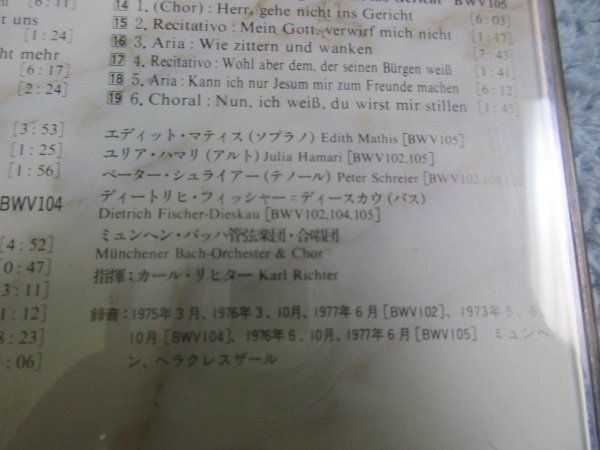 [6:11]
ins Gericht BWV105
14 1. (Chor) : Herr, gehe nicht ins Gericht [6:03]
t uns
15 2. Recitativo : Mein Gott, verwirf mich nicht [1:17]
[1:24]
16 3. Aria : Wie zittern und wanken [7:43]
ht mehr
17 4. Recitativo : Wohl aber dem, der seinen Bürgen weiß [1:41]
[6:17]
18 5. Aria : Kann ich nur Jesum mir zum Freunde machen [6:12]
[2:24]
19 6. Choral : Nun, ich weiß, du wirst mir stillen [1:45]
[3:53]
[1:25]
[1:56]
BWV104
[4:52]
[0:47]
[3:11]
[1:12]
8:23]
:06]
エディット・マティス(ソプラノ) Edith Mathis [BWV105]
ユリア・ハマリ(アルト) Julia Hamari [BWV102,105]
ペーター・シュライアー(テノール) Peter Schreier [BWV102,104,
ディートリヒ・フィッシャー=ディースカウ(バス)
Dietrich Fischer-Dieskau [BWV102,104,105]
ミュンヘン・バッハ管弦楽団・合唱団
Münchener Bach-Orchester & Chor
指揮:カール・リヒター Karl Richter
録音:1975年3月、1976年3、10月、1977年6月[BWV102]、1973年5、6
10月[BWV104]、1976年6、10月、1977年6月[BWV105] ミュンヘ
ン、ヘラクレスザール